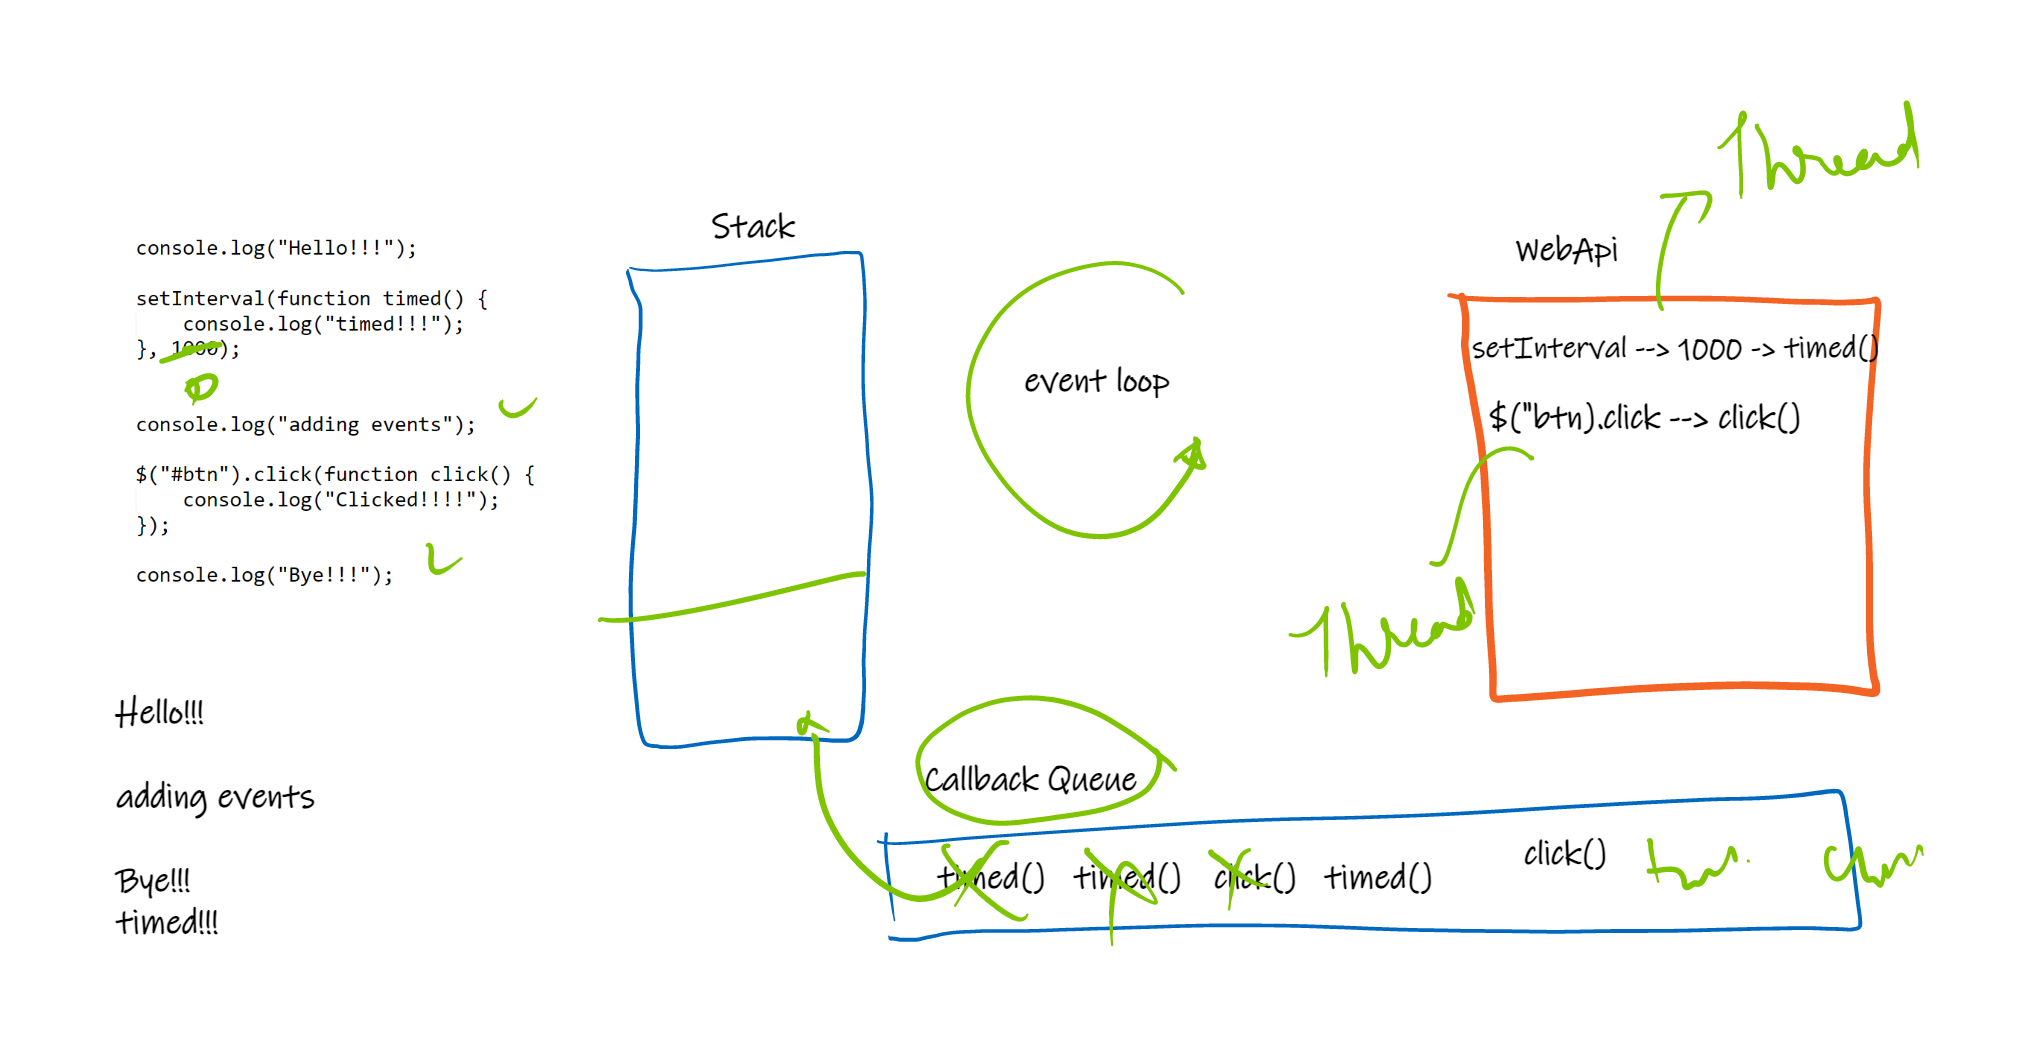 console.log("Hello!!!");
setInterval(function timed() {
console.log("timed!!!");
}, 1000);
0
console.log("adding events");
$("#btn").click(function click() {
console.log("Clicked!!!!");
});
console.log("Bye!!!");
Hello!!!
adding events
Bye!!!
timed!!!
Stack
event loop
WebApi
Thread
setInterval --> 1000 -> timed()
$("btn).click --> click()
Thread
Callback Queue
timed() timed() click() timed() click()